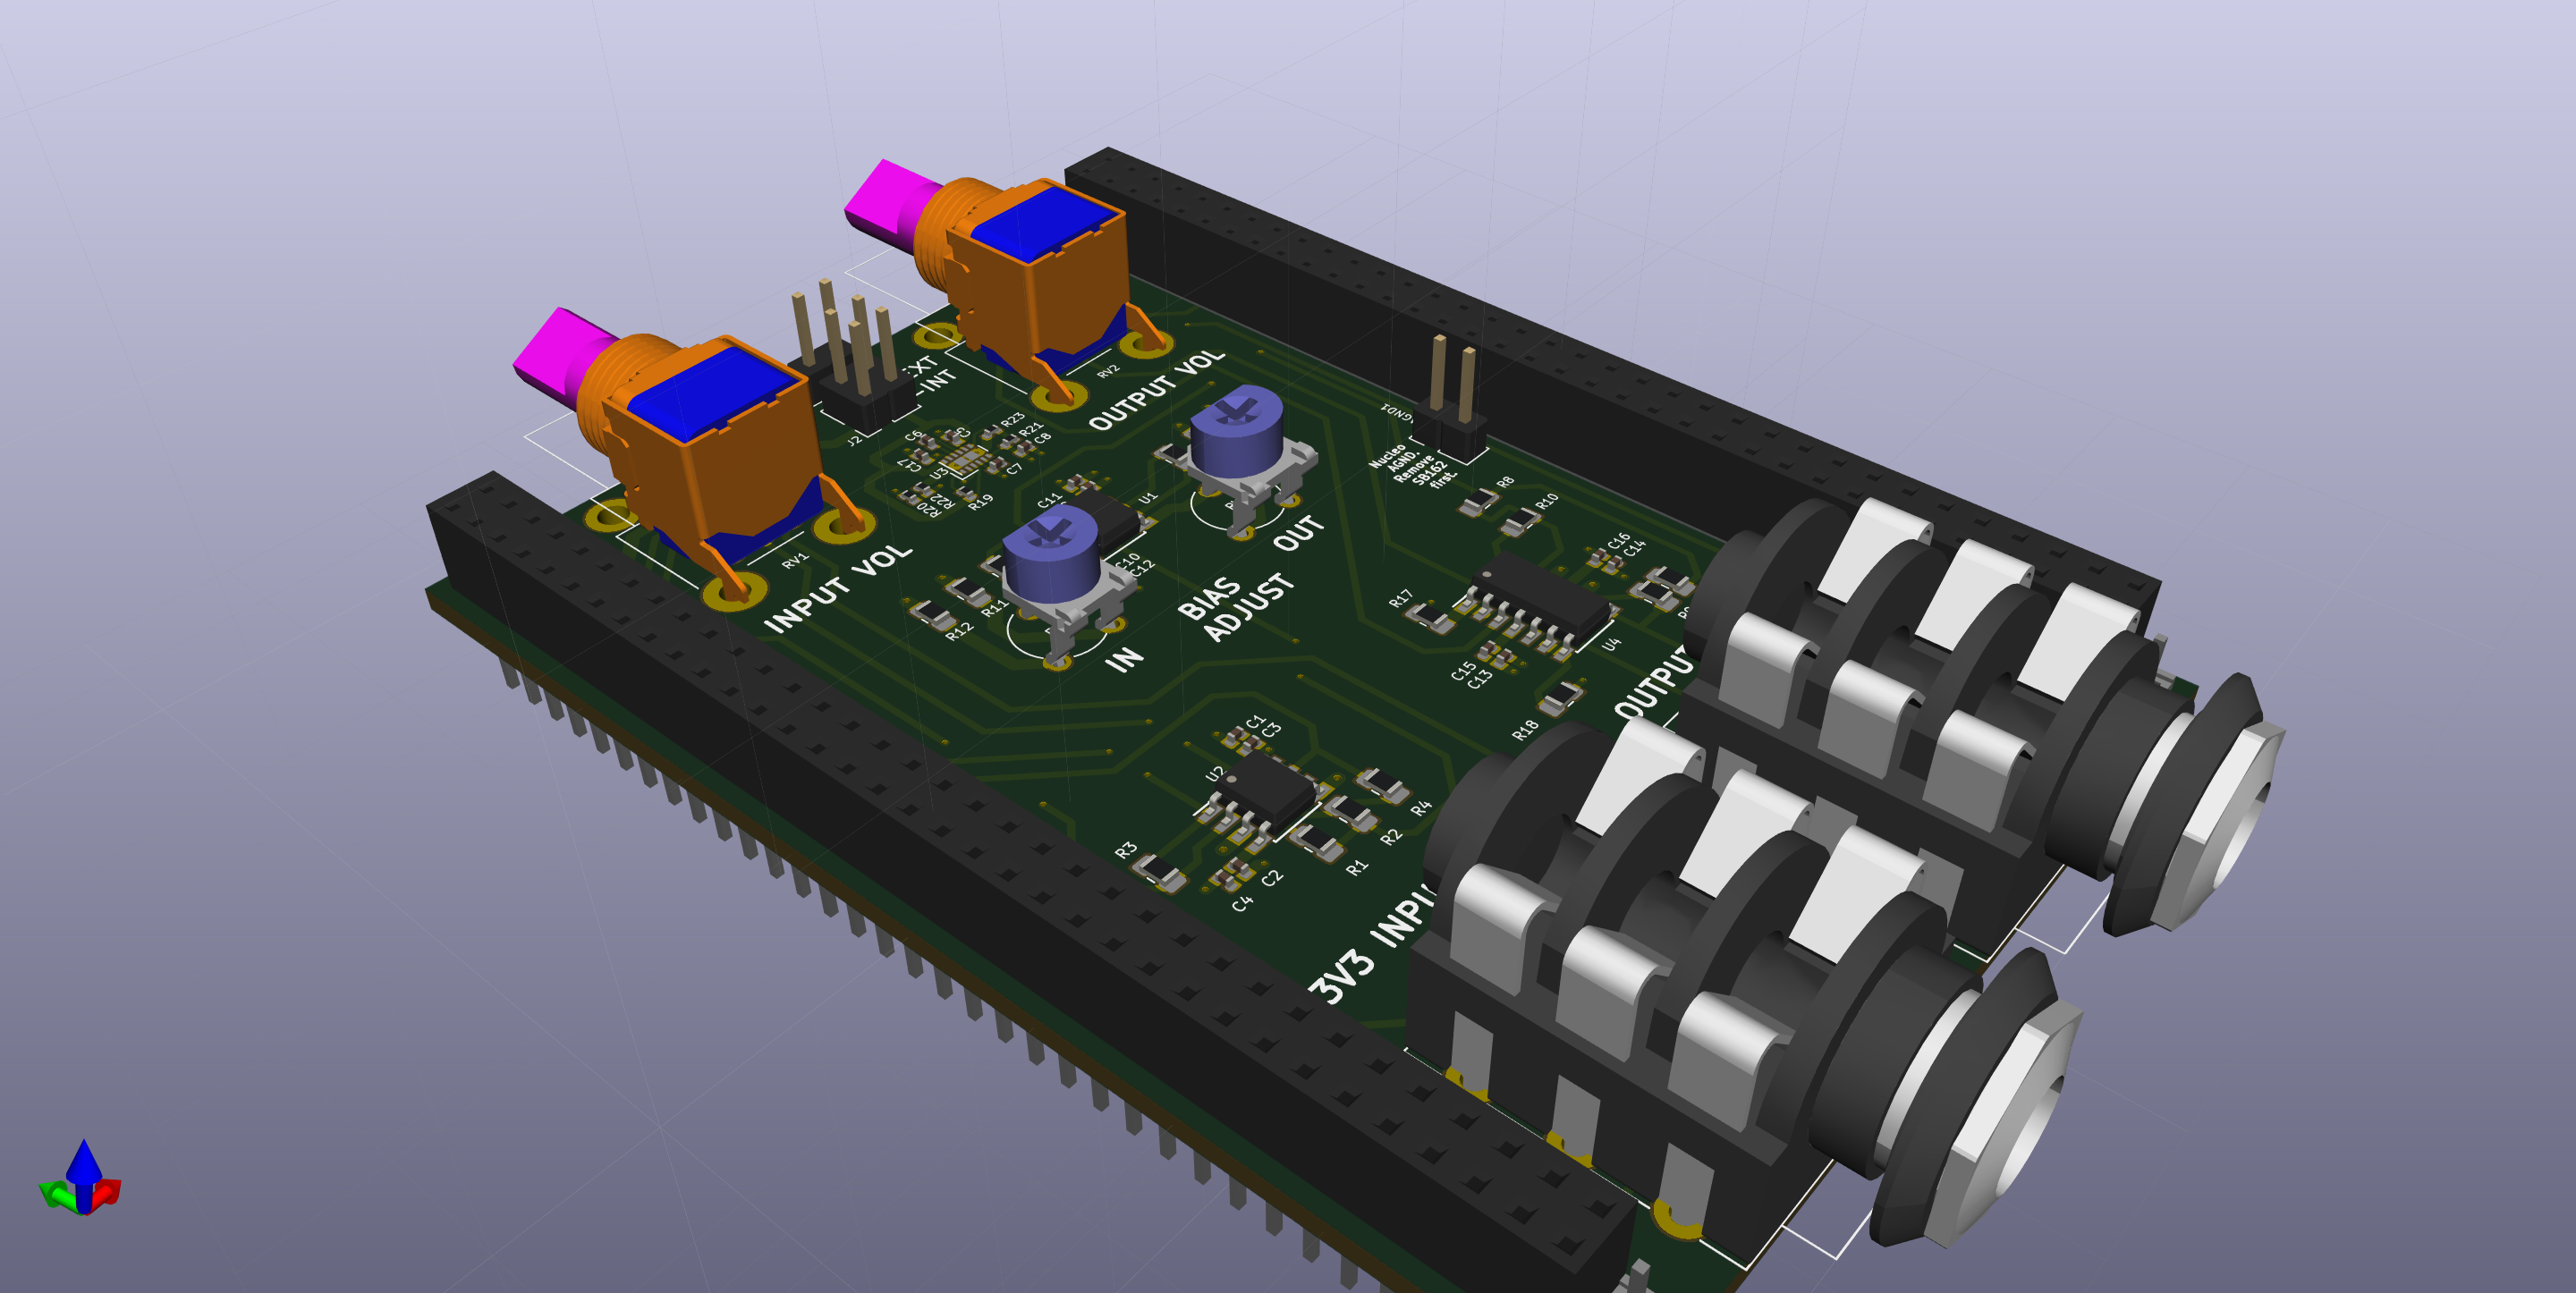 EXT
INT
J2
RV2
OUTPUT VOL
RV1
INPUT VOL
C6
C17
U3
R23
R21
C8
C7
R22
R20
R19
C11
U1
C10
C12
R11
R12
OUT
BIAS
ADJUST
IN
GND1
Nucleo
AGND.
Remove
SB162
first.
R8
R10
C16
C14
R17
U4
C15
C13
R18
OUTPUT
C1
C3
U2
R4
R2
R1
R3
C2
C4
3V3 INPU